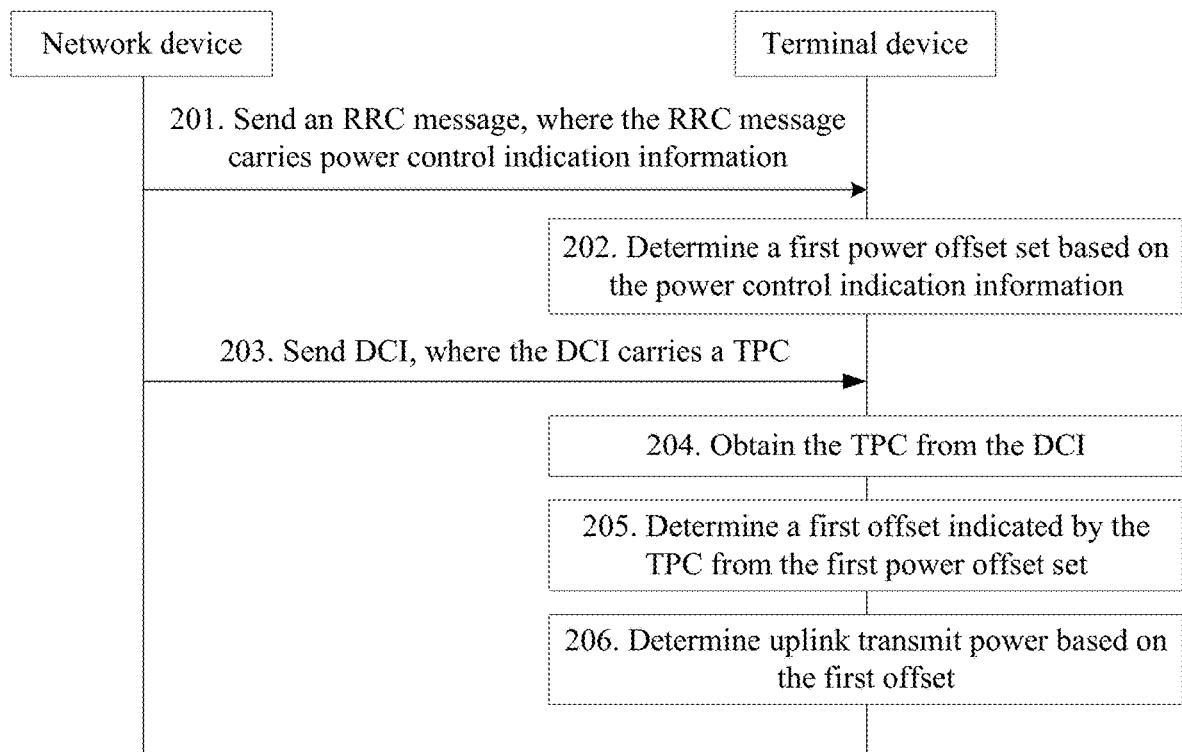 Network device
Terminal device
201. Send an RRC message, where the RRC message
carries power control indication information
202. Determine a first power offset set based on
the power control indication information
203. Send DCI, where the DCI carries a TPC
204. Obtain the TPC from the DCI
205. Determine a first offset indicated by the
TPC from the first power offset set
206. Determine uplink transmit power based on
the first offset